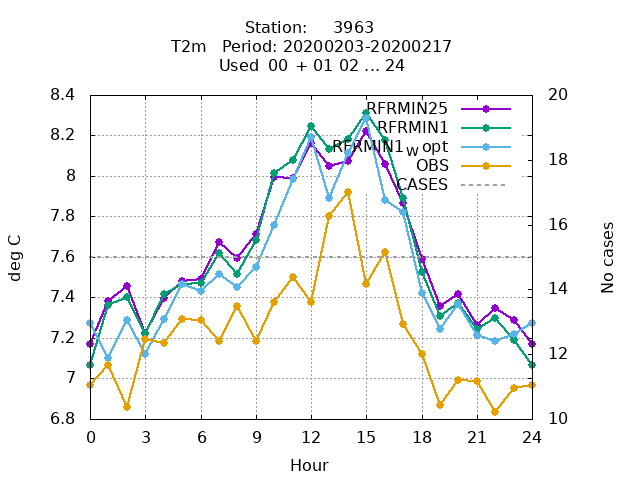 Station:     3963
T2m   Period: 20200203-20200217
Used  00  + 01 02 ... 24
8.4
8.2
8
7.8
7.6
7.4
7.2
7
6.8
deg C
20
18
16
14
12
10
No cases
RFRMIN25
RFRMIN1
RFRMIN1wopt
OBS
CASES
0 3 6 9 12 15 18 21 24
Hour